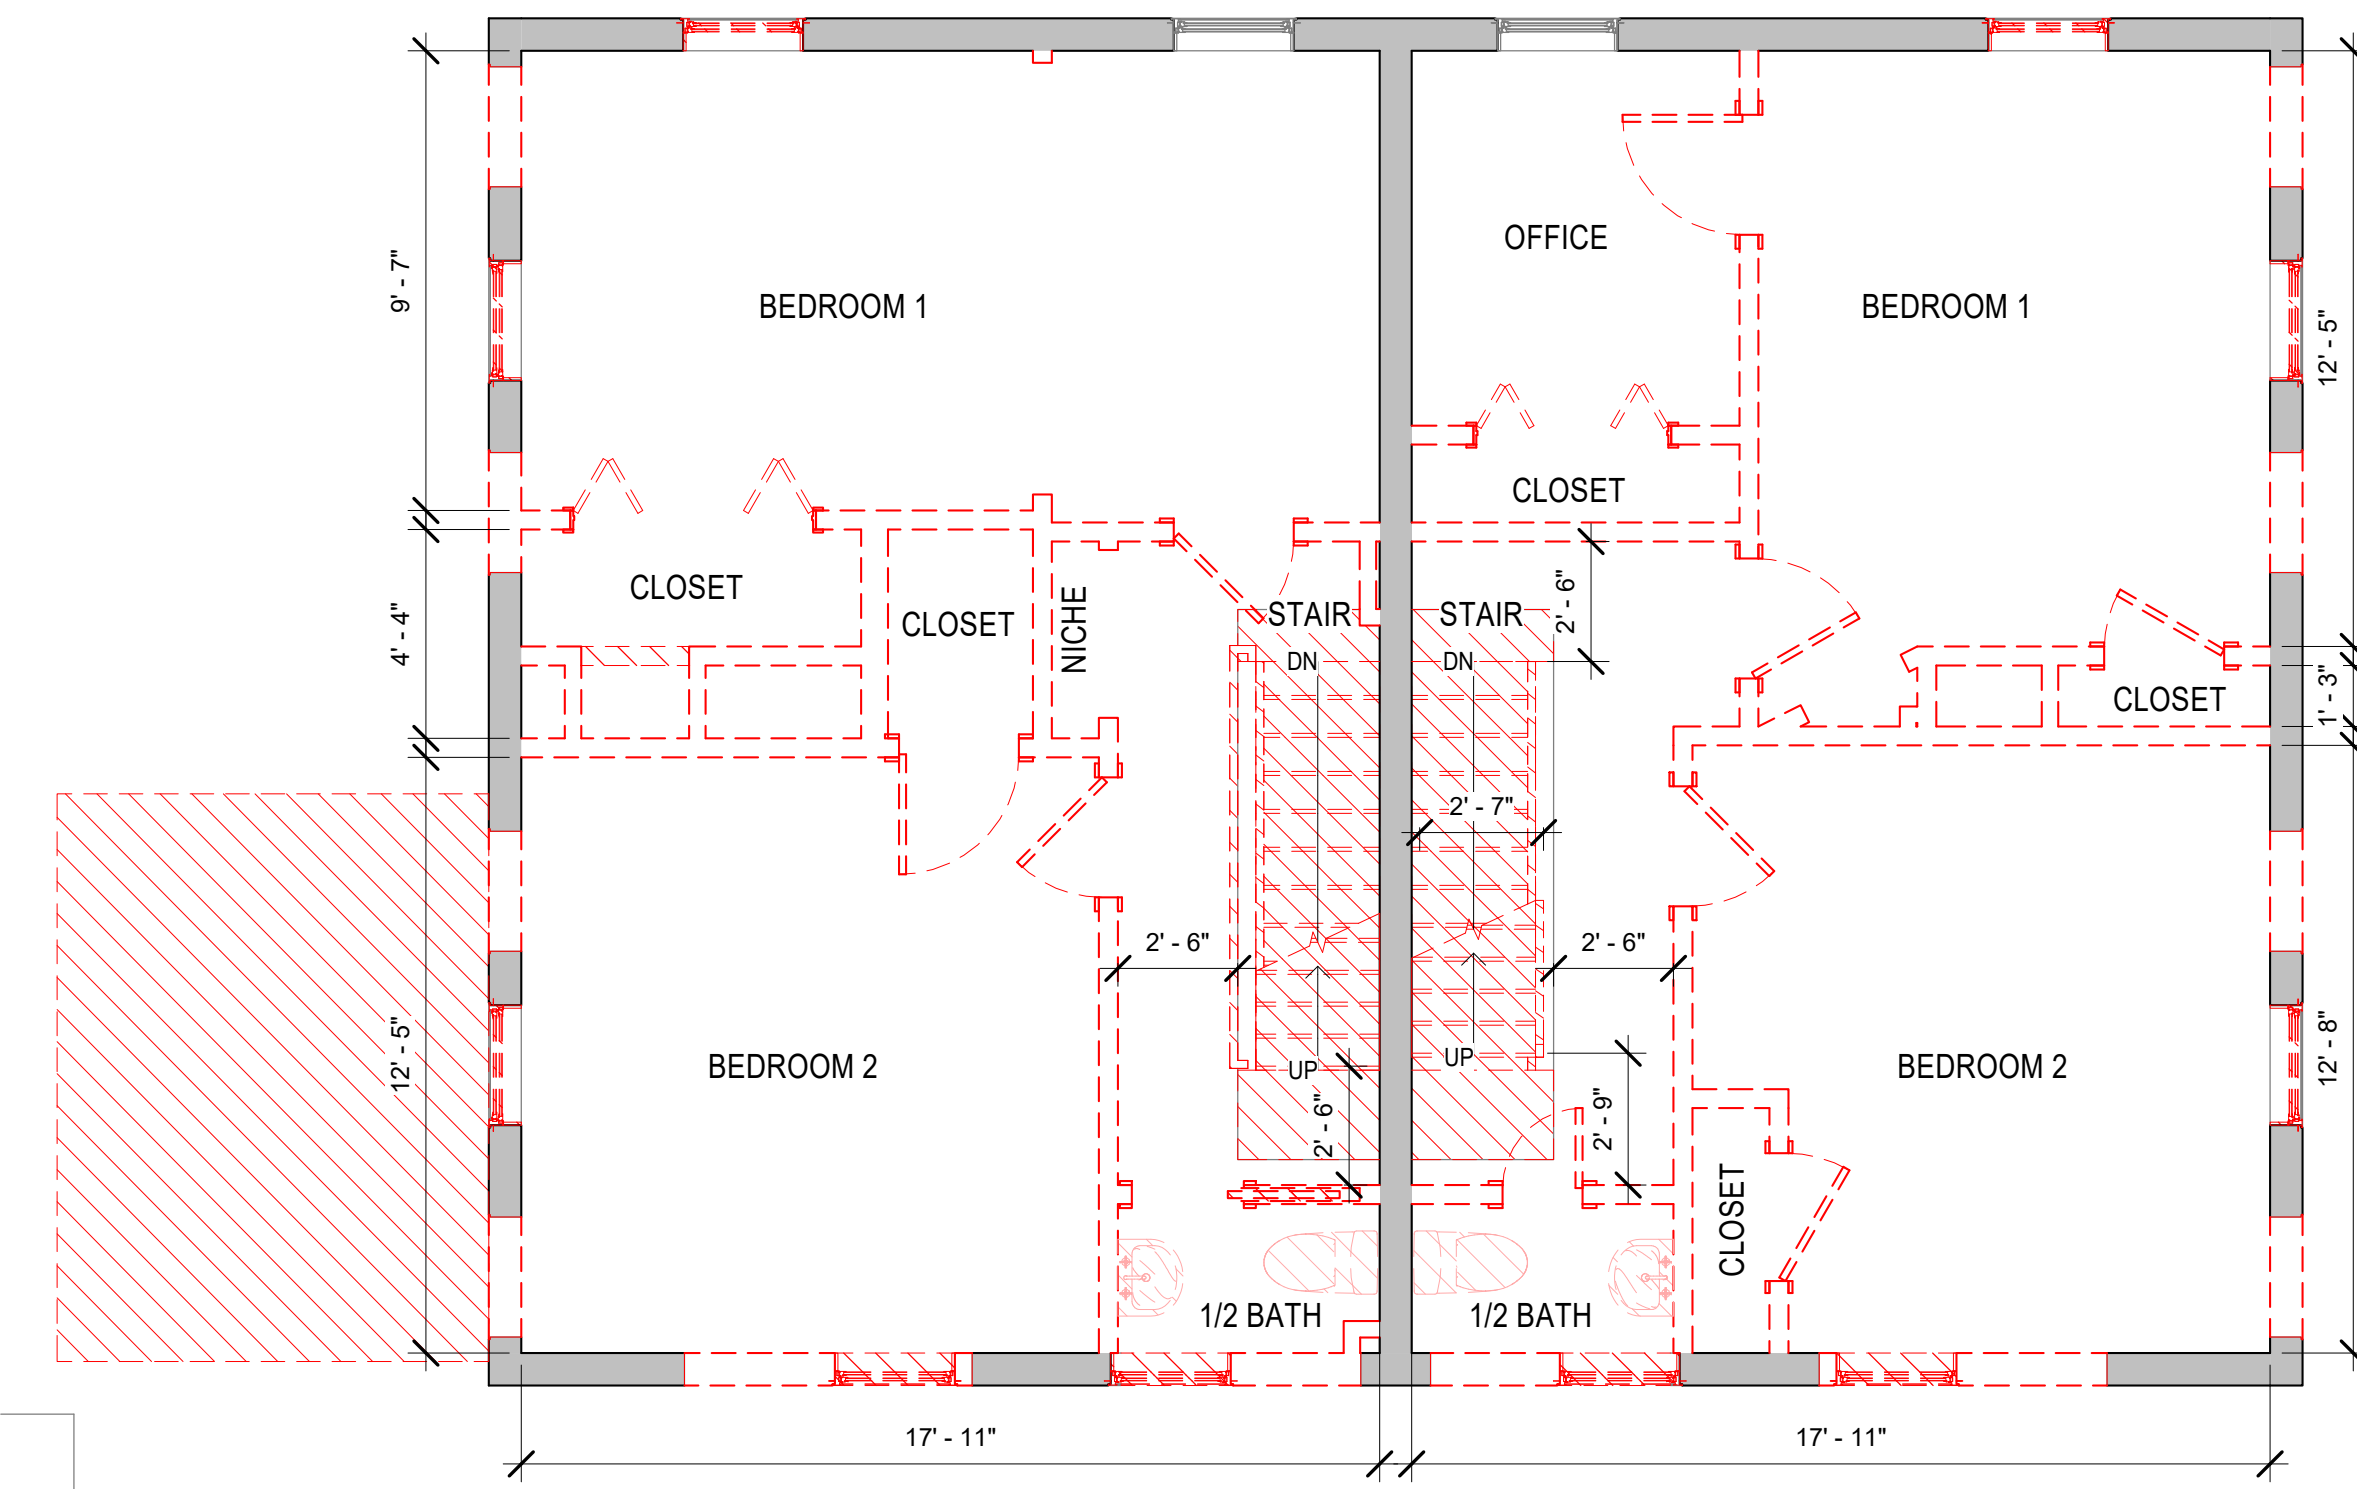 OFFICE
9' - 7"
BEDROOM 1
BEDROOM 1
12' - 5"
CLOSET
CLOSET
CLOSET
NICHE
STAIR
STAIR
2' - 6"
4' - 4"
DN
DN
CLOSET
1' - 3"
2' - 7"
2' - 6"
2' - 6"
12' - 5"
BEDROOM 2
UP
UP
BEDROOM 2
12' - 8"
2' - 6"
2' - 9"
CLOSET
1/2 BATH
1/2 BATH
17' - 11"
17' - 11"